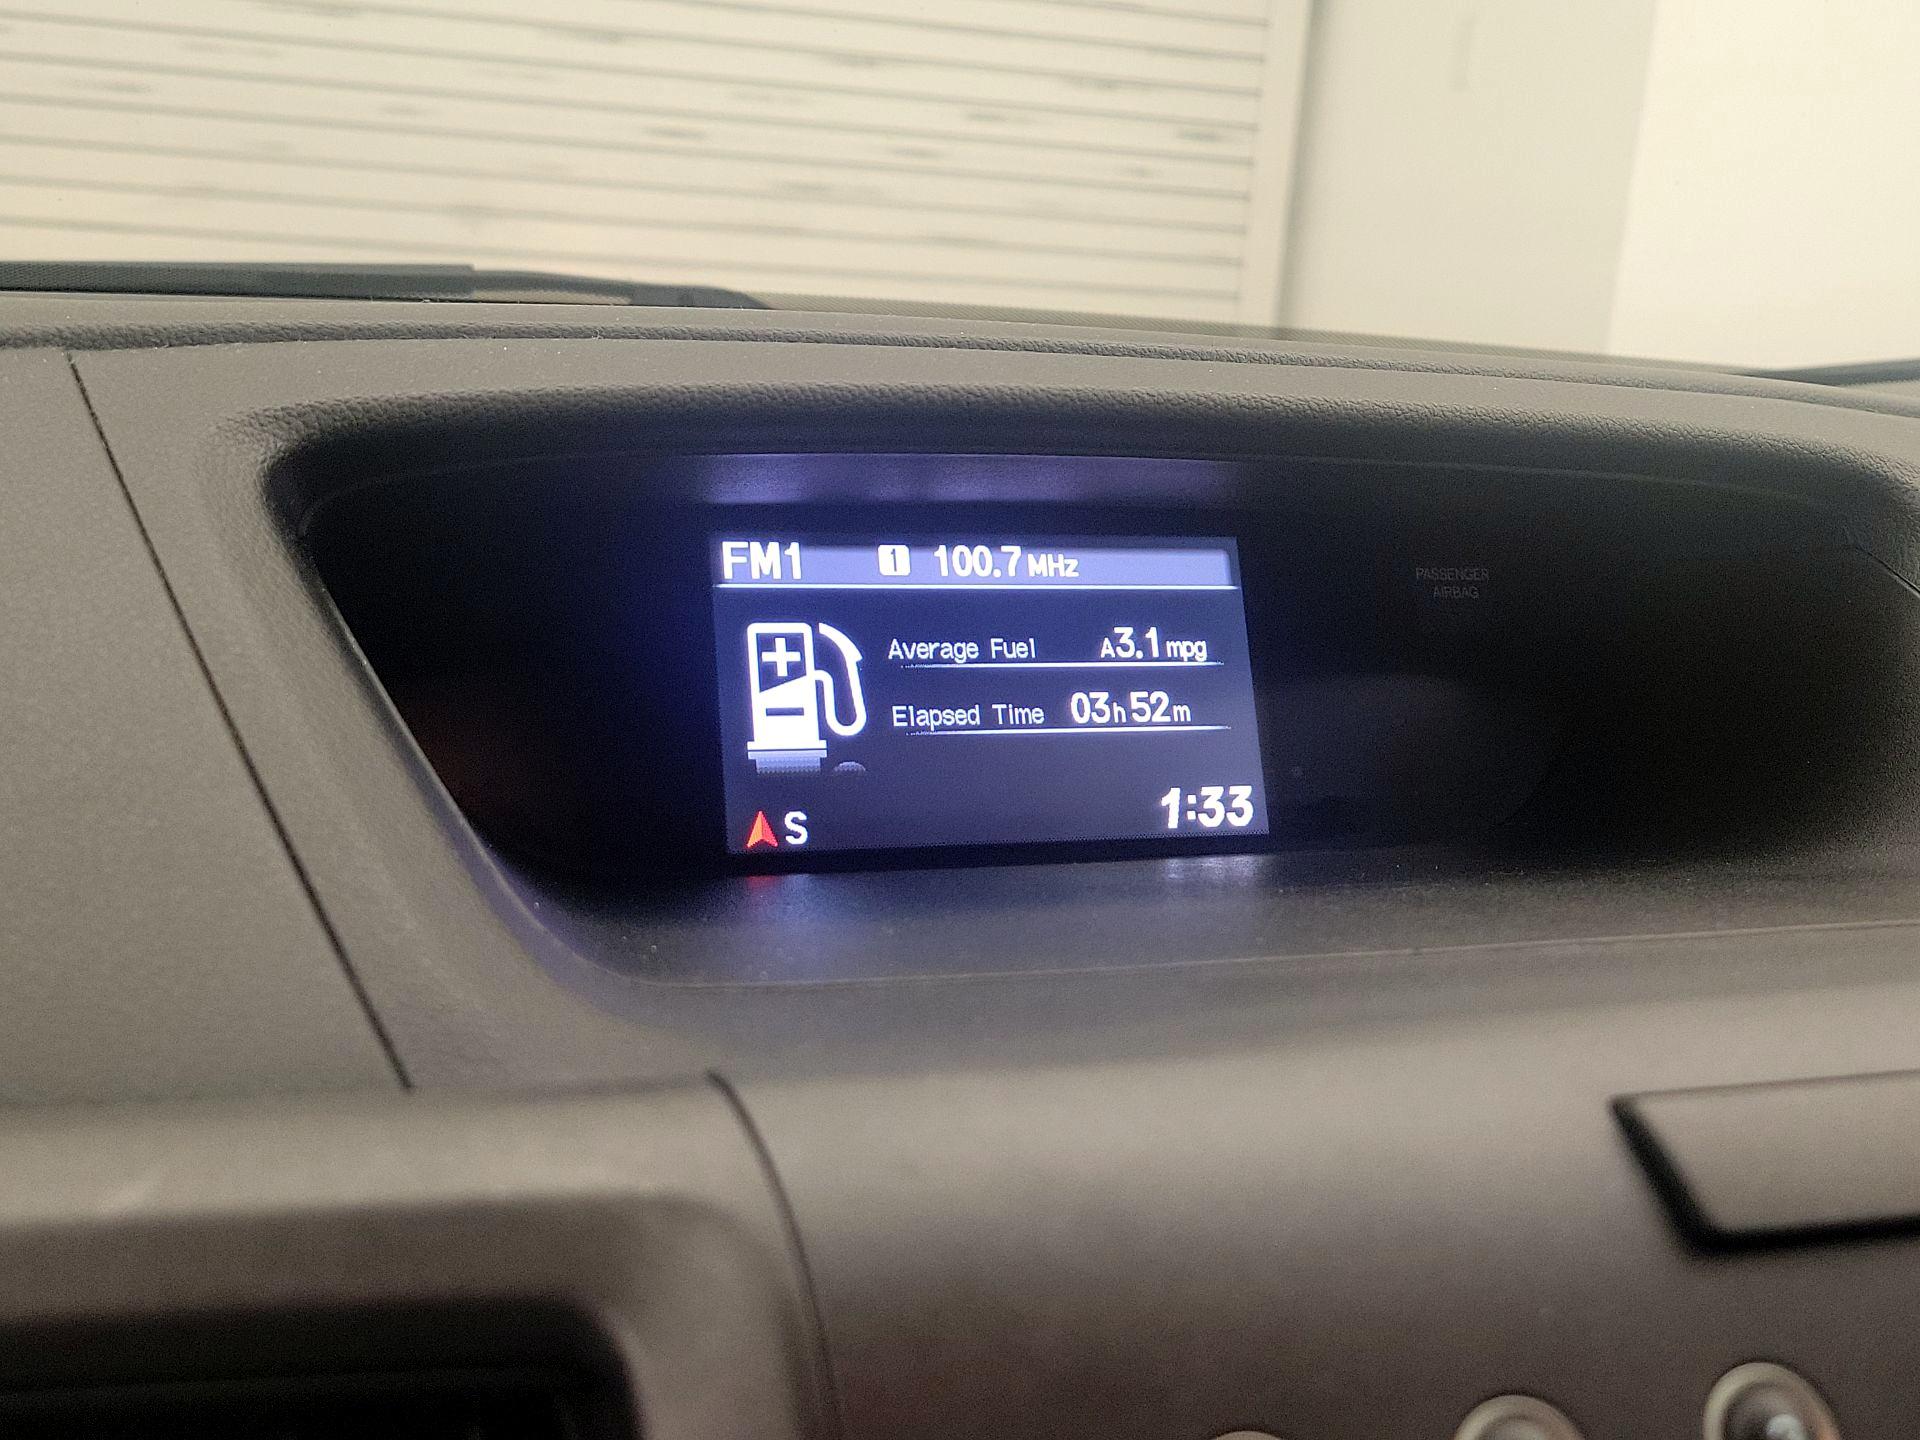 FM1 1 100.7 MHz
Average Fuel A3.1 mpg
Elapsed Time 03h 52m
S 1:33
PASSENGER
AIRBAG